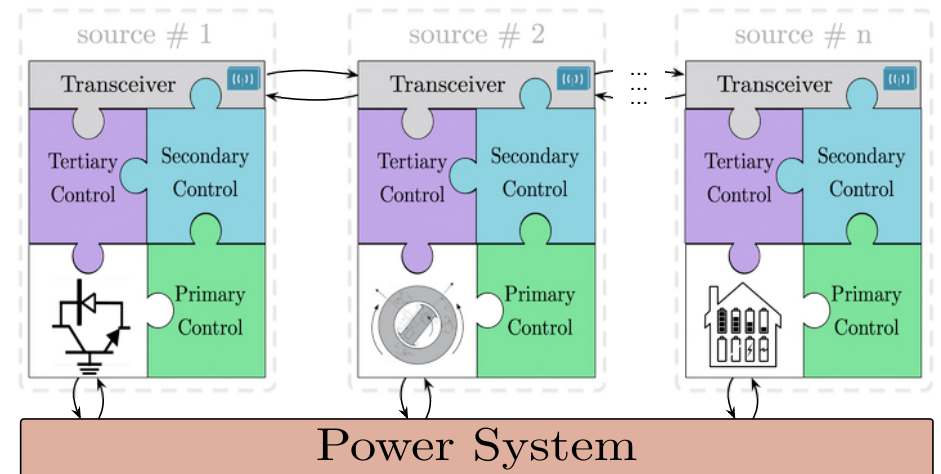 source # 1
source # 2
source # n
Transceiver
Transceiver
...
...
...
Transceiver
Tertiary
Control
Secondary
Control
Tertiary
Control
Secondary
Control
Tertiary
Control
Secondary
Control
Primary
Control
Primary
Control
Primary
Control
Power System